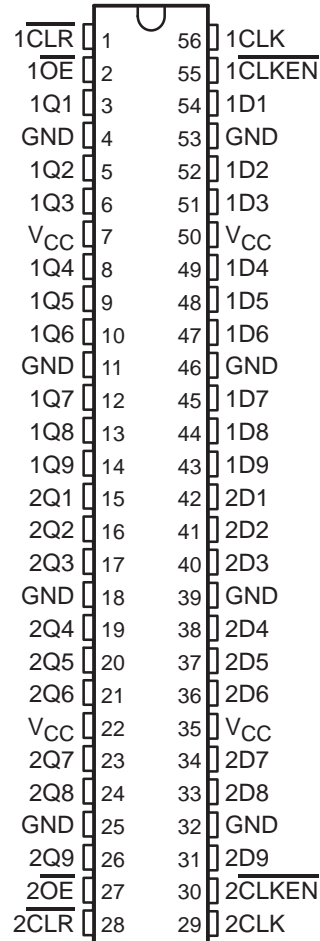 1CLR 1 56 1CLK
1OE 2 55 1CLKEN
1Q1 3 54 1D1
GND 4 53 GND
1Q2 5 52 1D2
1Q3 6 51 1D3
VCC 7 50 VCC
1Q4 8 49 1D4
1Q5 9 48 1D5
1Q6 10 47 1D6
GND 11 46 GND
1Q7 12 45 1D7
1Q8 13 44 1D8
1Q9 14 43 1D9
2Q1 15 42 2D1
2Q2 16 41 2D2
2Q3 17 40 2D3
GND 18 39 GND
2Q4 19 38 2D4
2Q5 20 37 2D5
2Q6 21 36 2D6
VCC 22 35 VCC
2Q7 23 34 2D7
2Q8 24 33 2D8
GND 25 32 GND
2Q9 26 31 2D9
2OE 27 30 2CLKEN
2CLR 28 29 2CLK